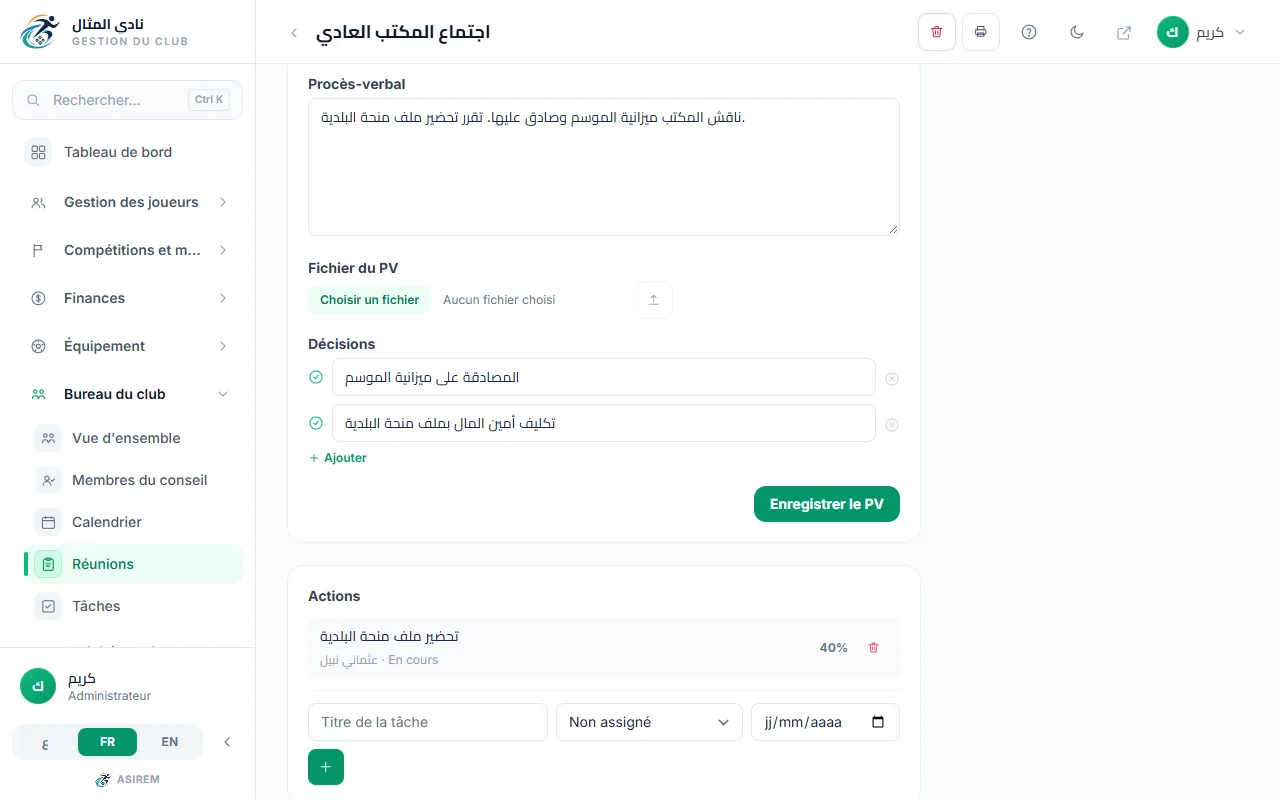 نادي المثال
GESTION DU CLUB
Rechercher...
Ctrl K
Tableau de bord
Gestion des joueurs
Compétitions et m...
Finances
Équipement
Bureau du club
Vue d'ensemble
Membres du conseil
Calendrier
Réunions
Tâches
كريم
Administrateur
ع
FR
EN
ASIREM
اجتماع المكتب العادي
ك
كريم
Procès-verbal
ناقش المكتب ميزانية الموسم وصادق عليها. تقرر تحضير ملف منحة البلدية.
Fichier du PV
Choisir un fichier
Aucun fichier choisi
Décisions
المصادقة على ميزانية الموسم
تكليف أمين المال بملف منحة البلدية
+ Ajouter
Enregistrer le PV
Actions
تحضير ملف منحة البلدية
عثماني نبيل · En cours
40%
Titre de la tâche
Non assigné
jj/mm/aaaa
+